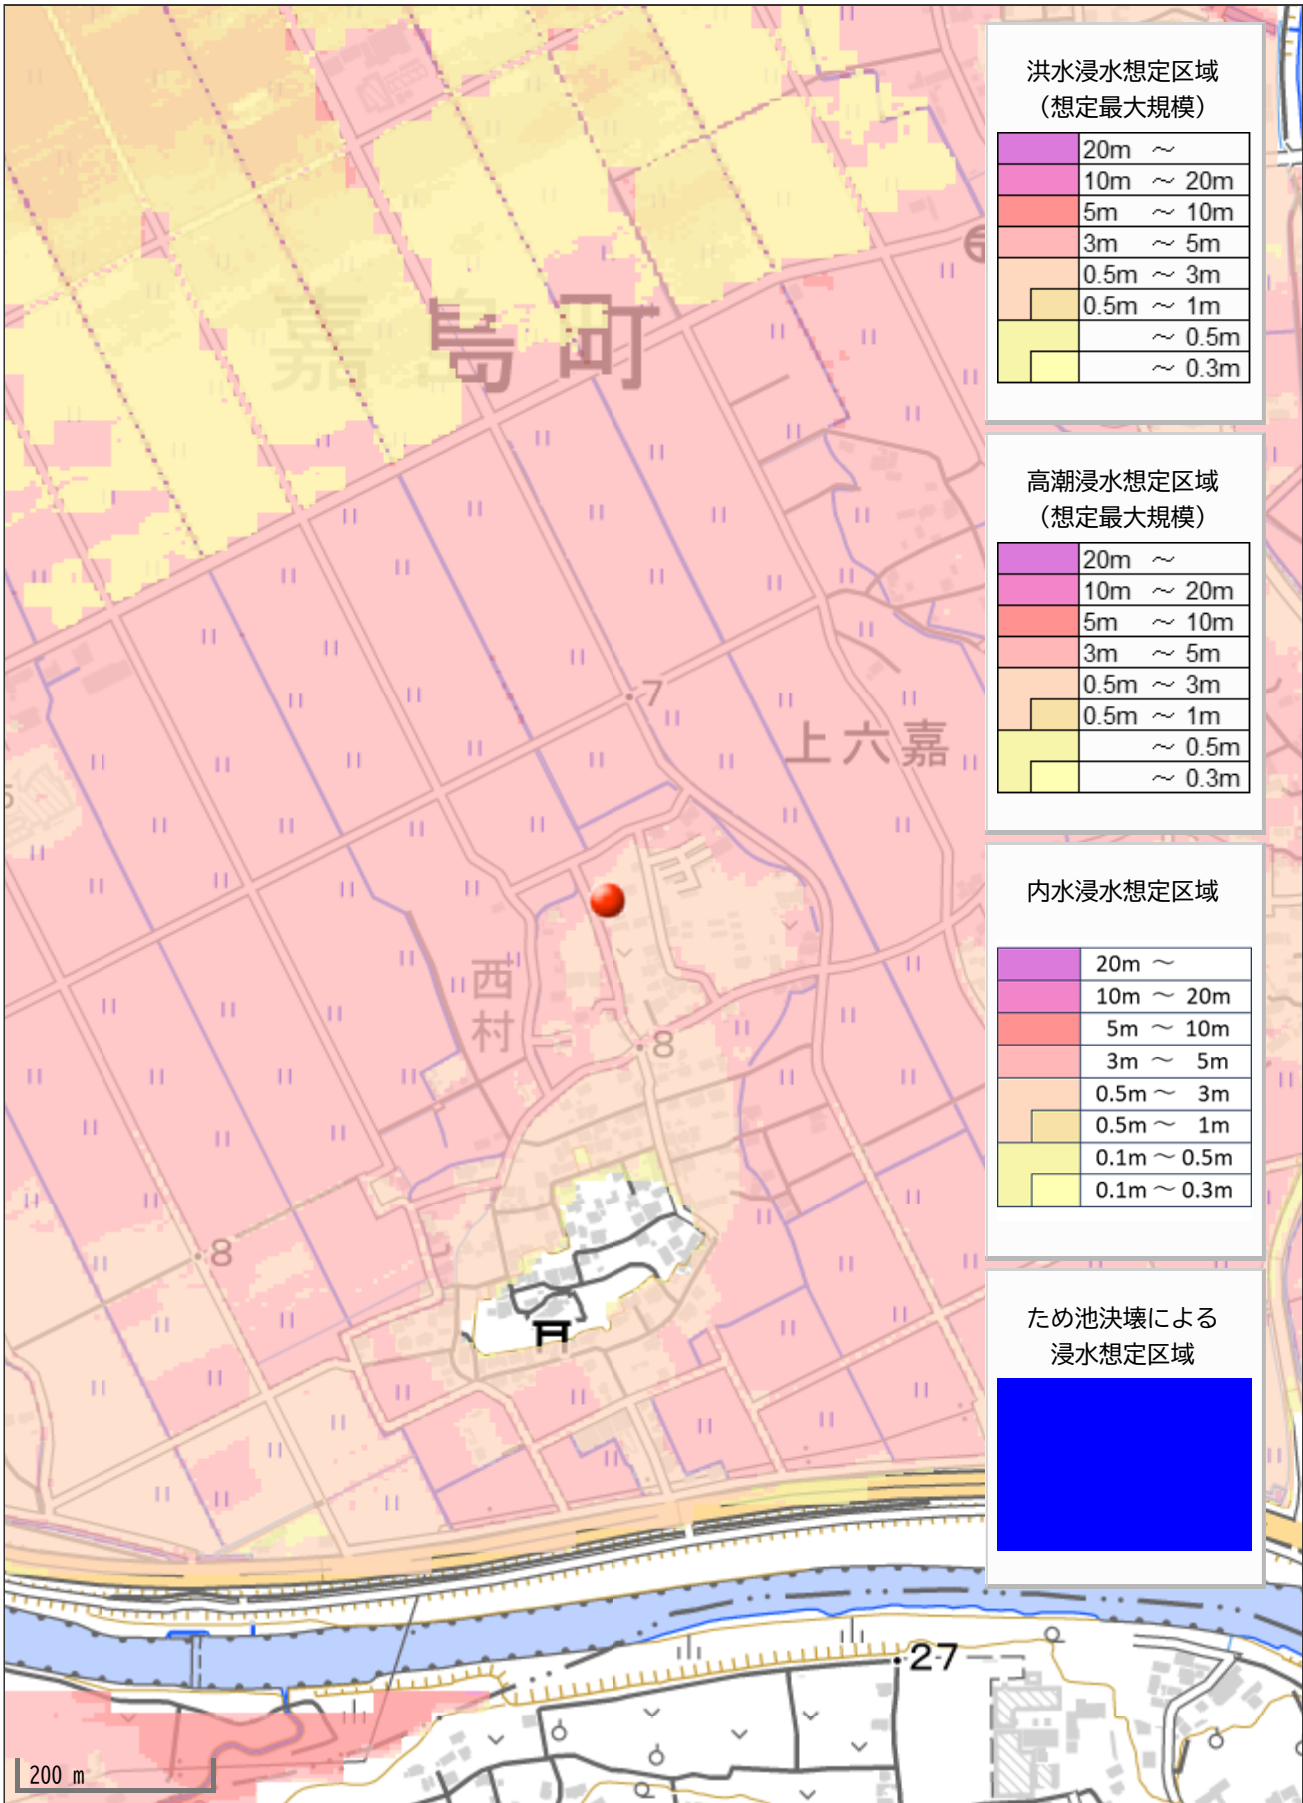 嘉島町
7
上六嘉
5
西村
8
8
27
200 m
洪水浸水想定区域
（想定最大規模）
20m ～
10m ～ 20m
5m ～ 10m
3m ～ 5m
0.5m ～ 3m
0.5m ～ 1m
～ 0.5m
～ 0.3m
高潮浸水想定区域
（想定最大規模）
20m ～
10m ～ 20m
5m ～ 10m
3m ～ 5m
0.5m ～ 3m
0.5m ～ 1m
～ 0.5m
～ 0.3m
内水浸水想定区域
20m ～
10m ～ 20m
5m ～ 10m
3m ～ 5m
0.5m ～ 3m
0.5m ～ 1m
0.1m ～ 0.5m
0.1m ～ 0.3m
ため池決壊による
浸水想定区域